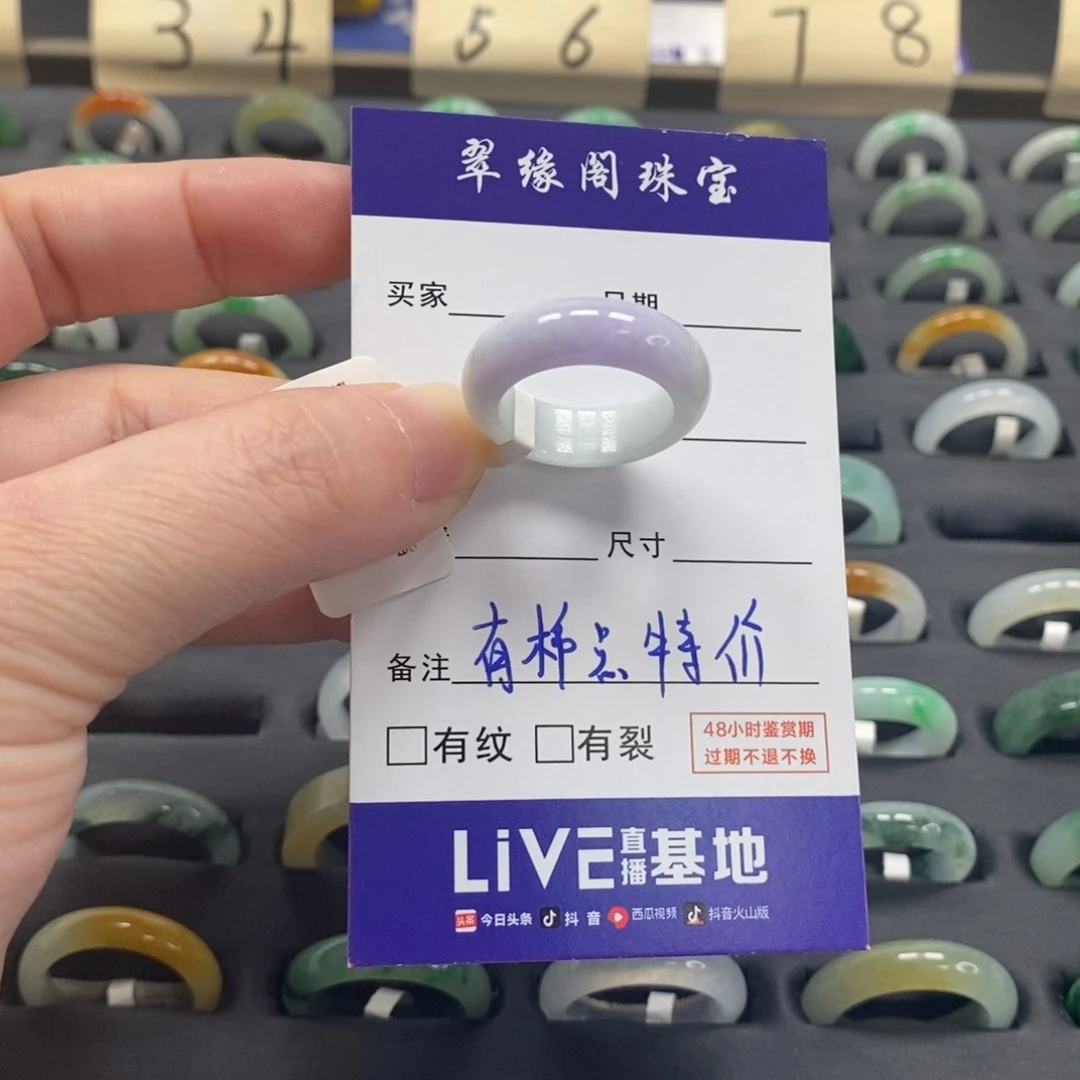 3 4
5 6
7 8
翠缘阁珠宝
买家 日期
尺寸
备注 有棉点特价
□有纹 □有裂
48小时鉴赏期
过期不退不换
LiVE直播基地
今日头条 抖音 西瓜视频 抖音火山版